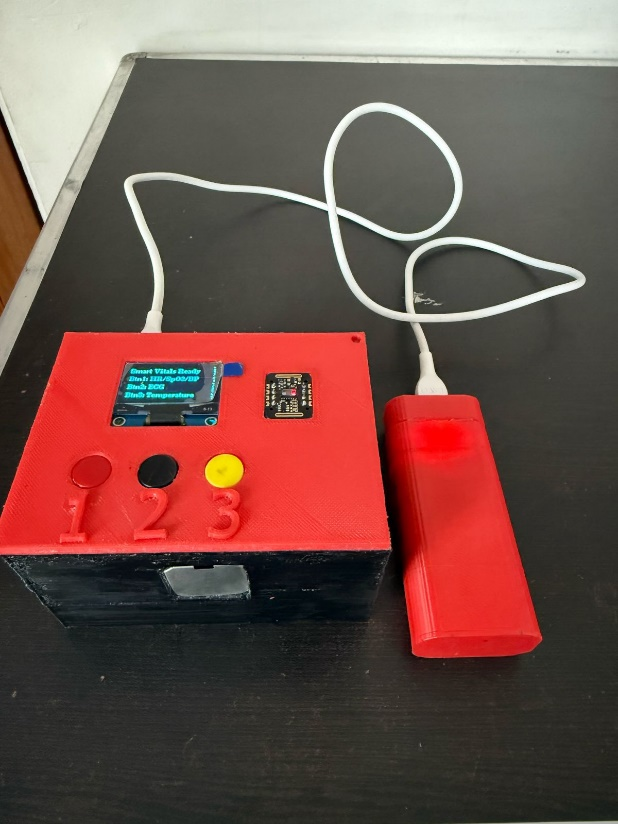 Smart Vitals Ready
Btn1: HR/SpO2/BP
Btn2: ECG
Btn3: Temperature
1 2 3